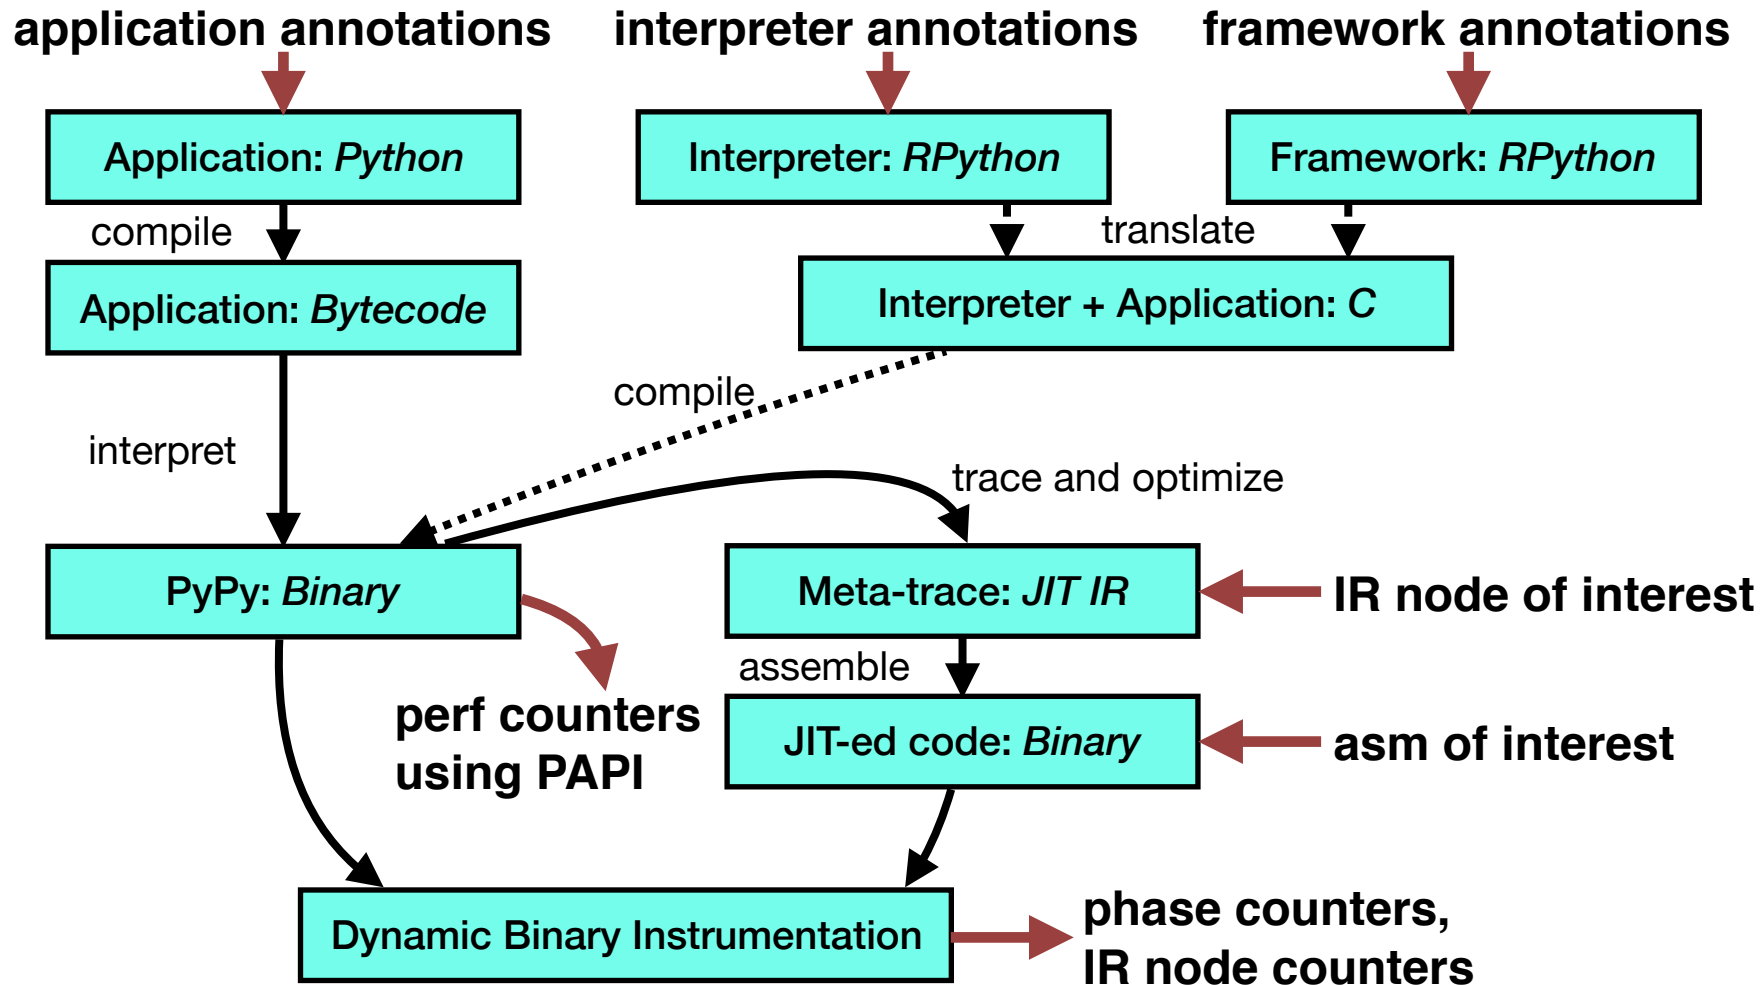 application annotations
interpreter annotations
framework annotations
Application: Python
Interpreter: RPython
Framework: RPython
compile
translate
Application: Bytecode
Interpreter + Application: C
compile
interpret
trace and optimize
PyPy: Binary
Meta-trace: JIT IR
IR node of interest
assemble
perf counters
using PAPI
JIT-ed code: Binary
asm of interest
Dynamic Binary Instrumentation
phase counters,
IR node counters